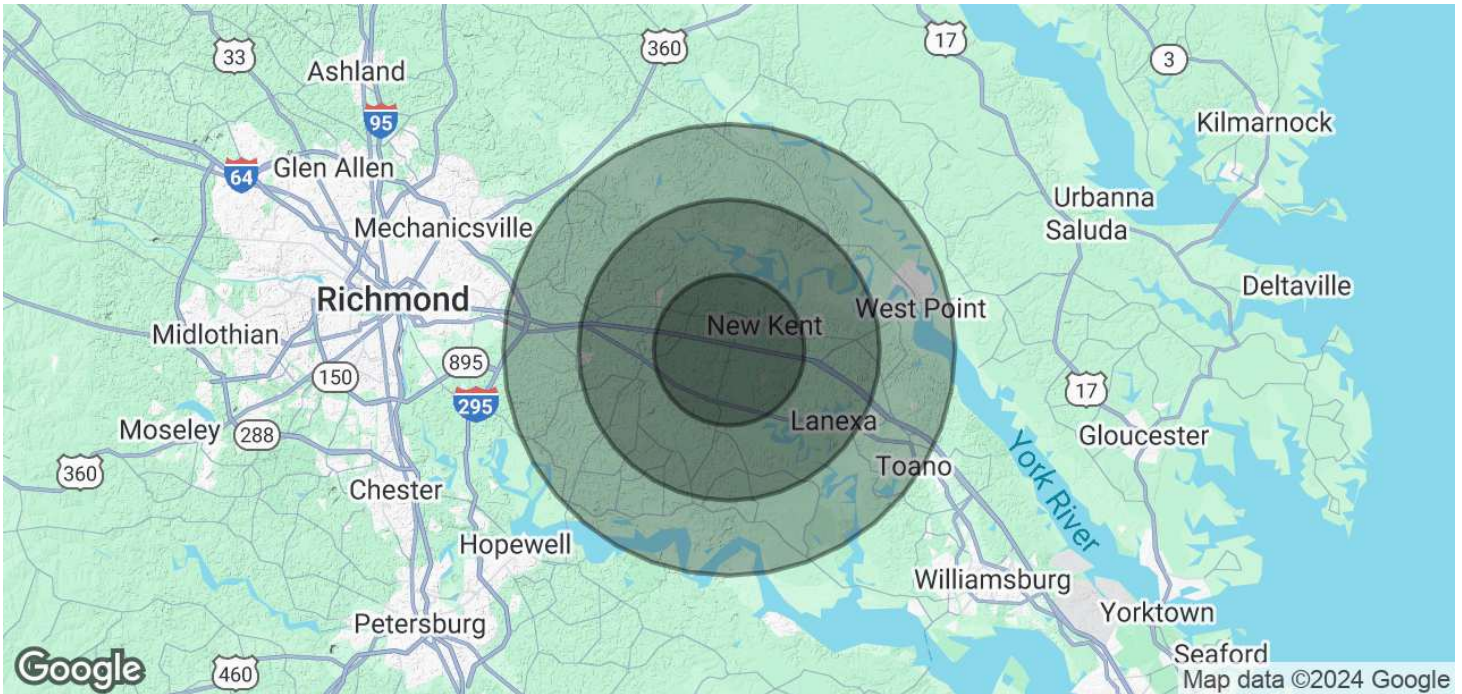 33
Ashland
360
17
3
95
Kilmarnock
64
Glen Allen
Mechanicsville
Urbanna
Saluda
Richmond
West Point
Deltaville
New Kent
Midlothian
895
150
295
17
Lanexa
Moseley
288
Gloucester
360
Toano
Chester
York River
Hopewell
Williamsburg
Yorktown
Petersburg
Seaford
460
Google
Map data ©2024 Google